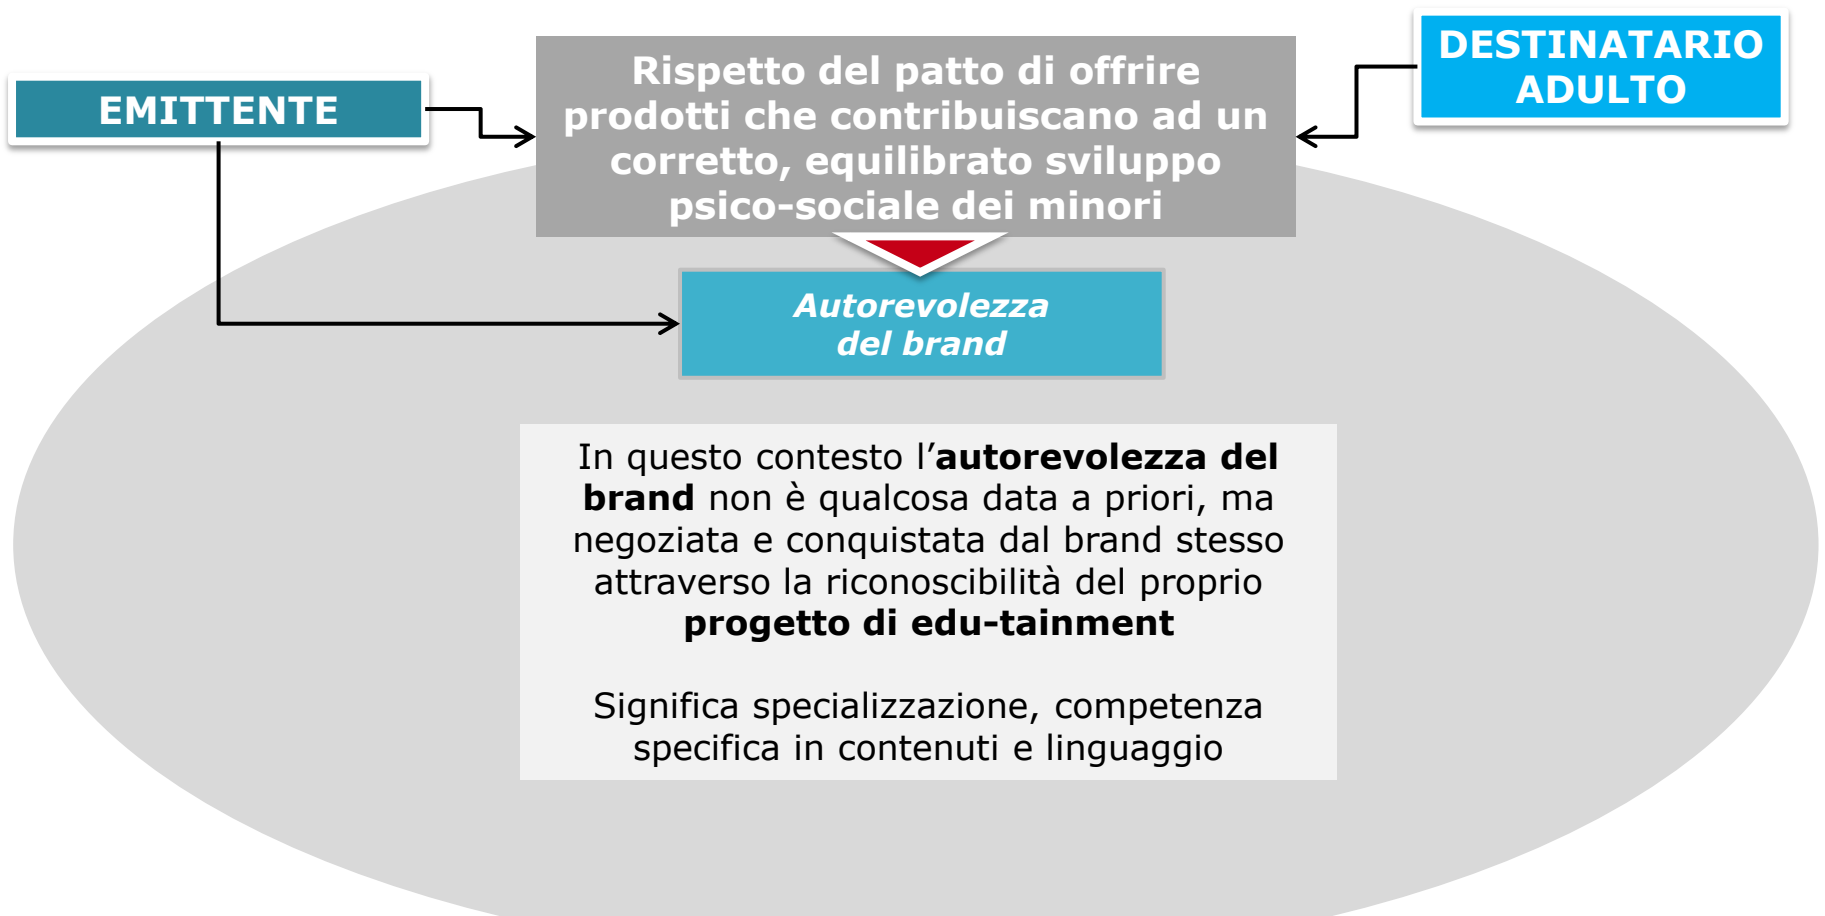 EMITTENTE
Rispetto del patto di offrire
prodotti che contribuiscano ad un
corretto, equilibrato sviluppo
psico-sociale dei minori
DESTINATARIO
ADULTO
Autorevolezza
del brand
In questo contesto l’autorevolezza del
brand non è qualcosa data a priori, ma
negoziata e conquistata dal brand stesso
attraverso la riconoscibilità del proprio
progetto di edu-tainment
Significa specializzazione, competenza
specifica in contenuti e linguaggio